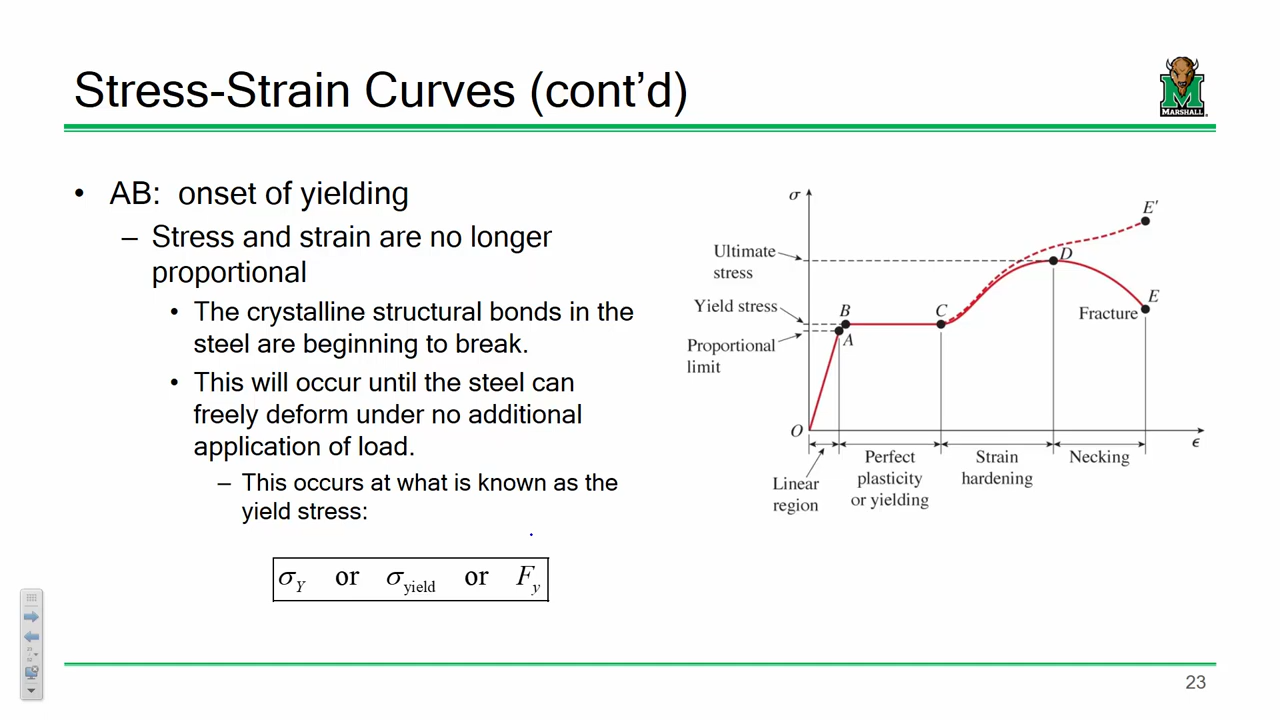 Stress-Strain Curves (cont’d)
MARSHALL
• AB: onset of yielding
– Stress and strain are no longer
proportional
• The crystalline structural bonds in the
steel are beginning to break.
• This will occur until the steel can
freely deform under no additional
application of load.
– This occurs at what is known as the
yield stress:
σY or σyield or Fy
σ
E'
Ultimate
stress
D
Yield stress
B
C
E
Fracture
A
Proportional
limit
O
ϵ
Linear
region
Perfect
plasticity
or yielding
Strain
hardening
Necking
23